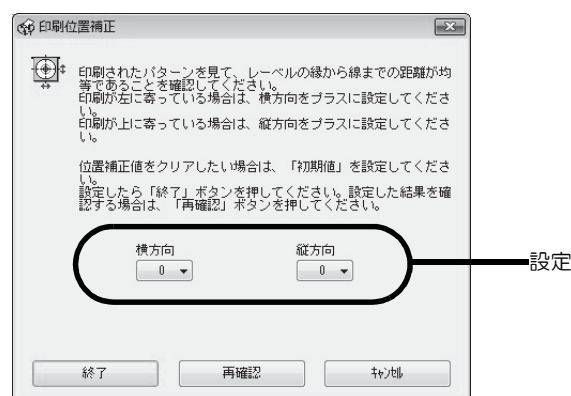 印刷位置補正
印刷されたパターンを見て、レーベルの縁から線までの距離が均
等であることを確認してください。
印刷が左に寄っている場合は、横方向をプラスに設定してくださ
い。
印刷が上に寄っている場合は、縦方向をプラスに設定してくださ
い。
位置補正値をクリアしたい場合は、「初期値」を設定してくださ
い。
設定したら「終了」ボタンを押してください。設定した結果を確
認する場合は、「再確認」ボタンを押してください。
横方向 縦方向
0 0
設定
終了 再確認 ｷｬﾝｾﾙ